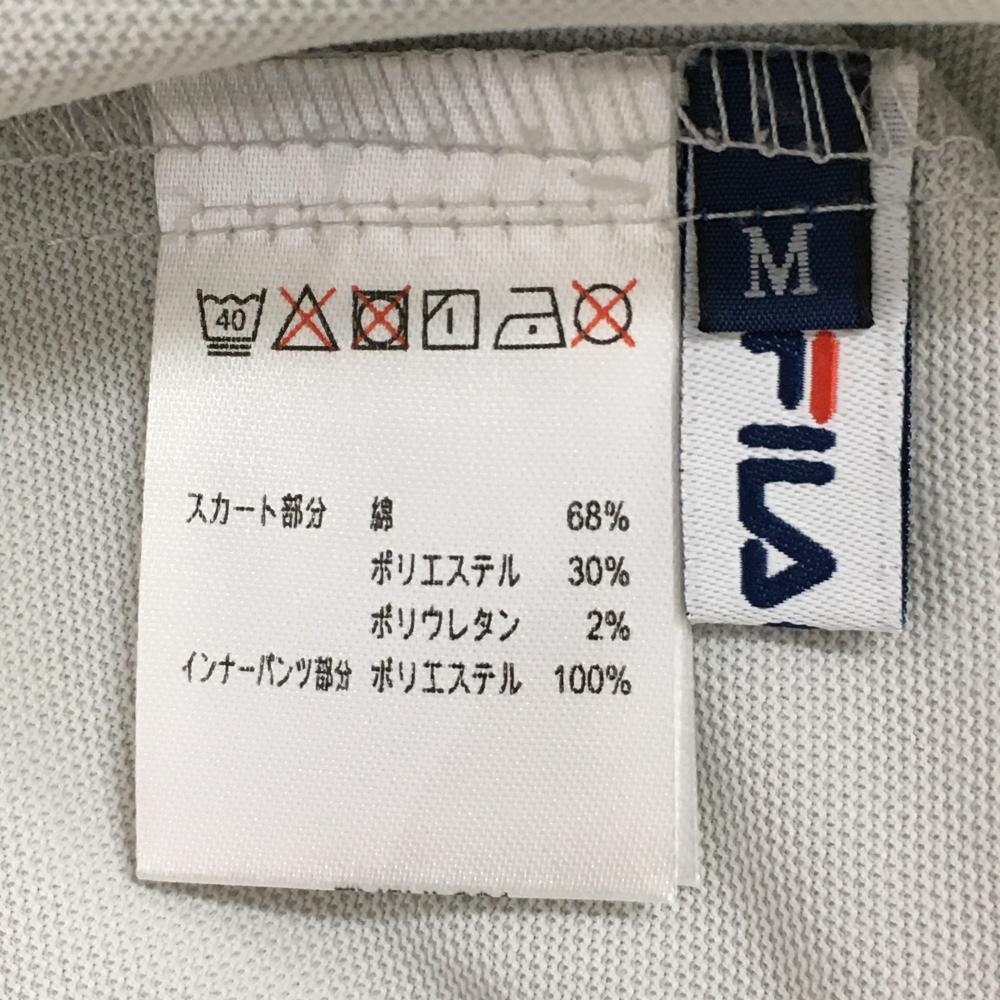 40
スカート部分 綿 68%
ポリエステル 30%
ポリウレタン 2%
インナーパンツ部分 ポリエステル 100%
M
FILA